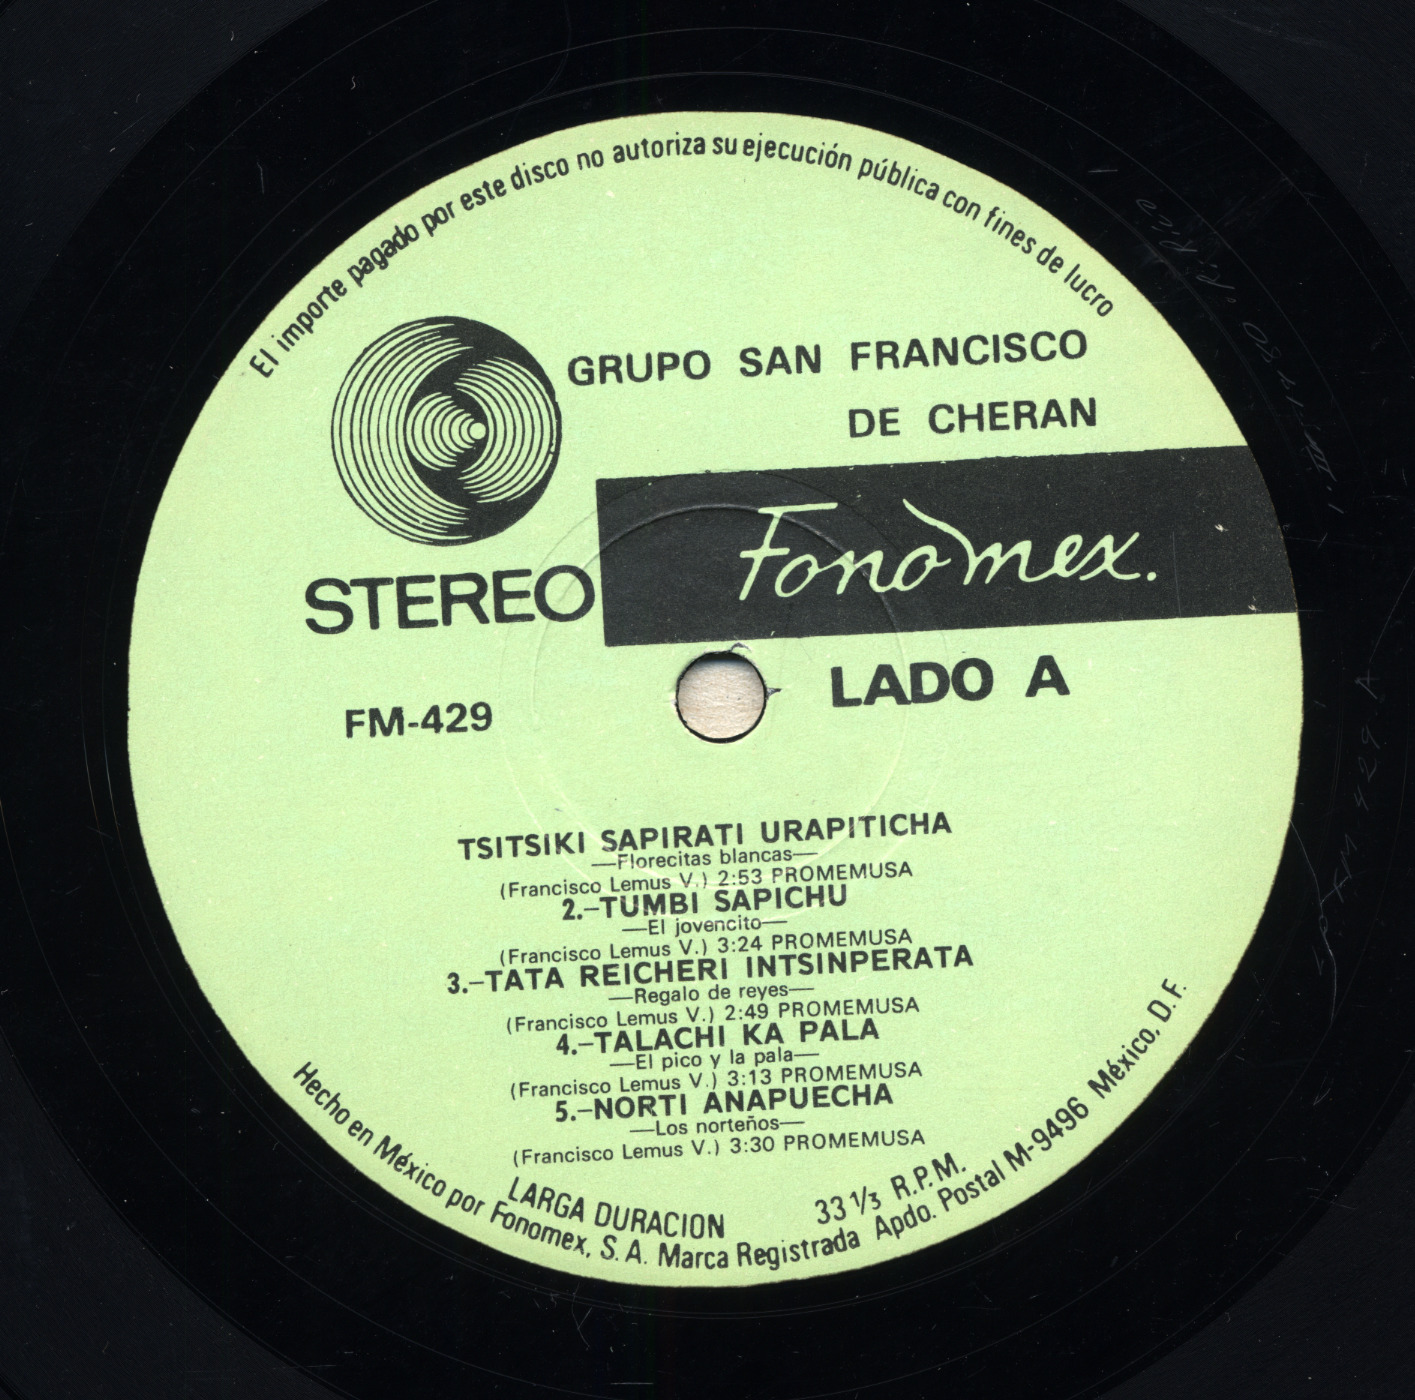 El importe pagado por este disco no autoriza su ejecución pública con fines de lucro
GRUPO SAN FRANCISCO
DE CHERAN
Fonomex.
STEREO
LADO A
FM-429
TSITSIKI SAPIRATI URAPITICHA
—Florecitas blancas—
(Francisco Lemus V.) 2:53 PROMEMUSA
2.—TUMBI SAPICHU
—El jovencito—
(Francisco Lemus V.) 3:24 PROMEMUSA
3.—TATA REICHERI INTSINPERATA
—Regalo de reyes—
(Francisco Lemus V.) 2:49 PROMEMUSA
4.—TALACHI KA PALA
—El pico y la pala—
(Francisco Lemus V.) 3:13 PROMEMUSA
5.—NORTI ANAPUECHA
—Los norteños—
(Francisco Lemus V.) 3:30 PROMEMUSA
LARGA DURACION 33 1/3 R.P.M.
Hecho en México por Fonomex, S. A. Marca Registrada Apdo. Postal M-9496 México, D. F.